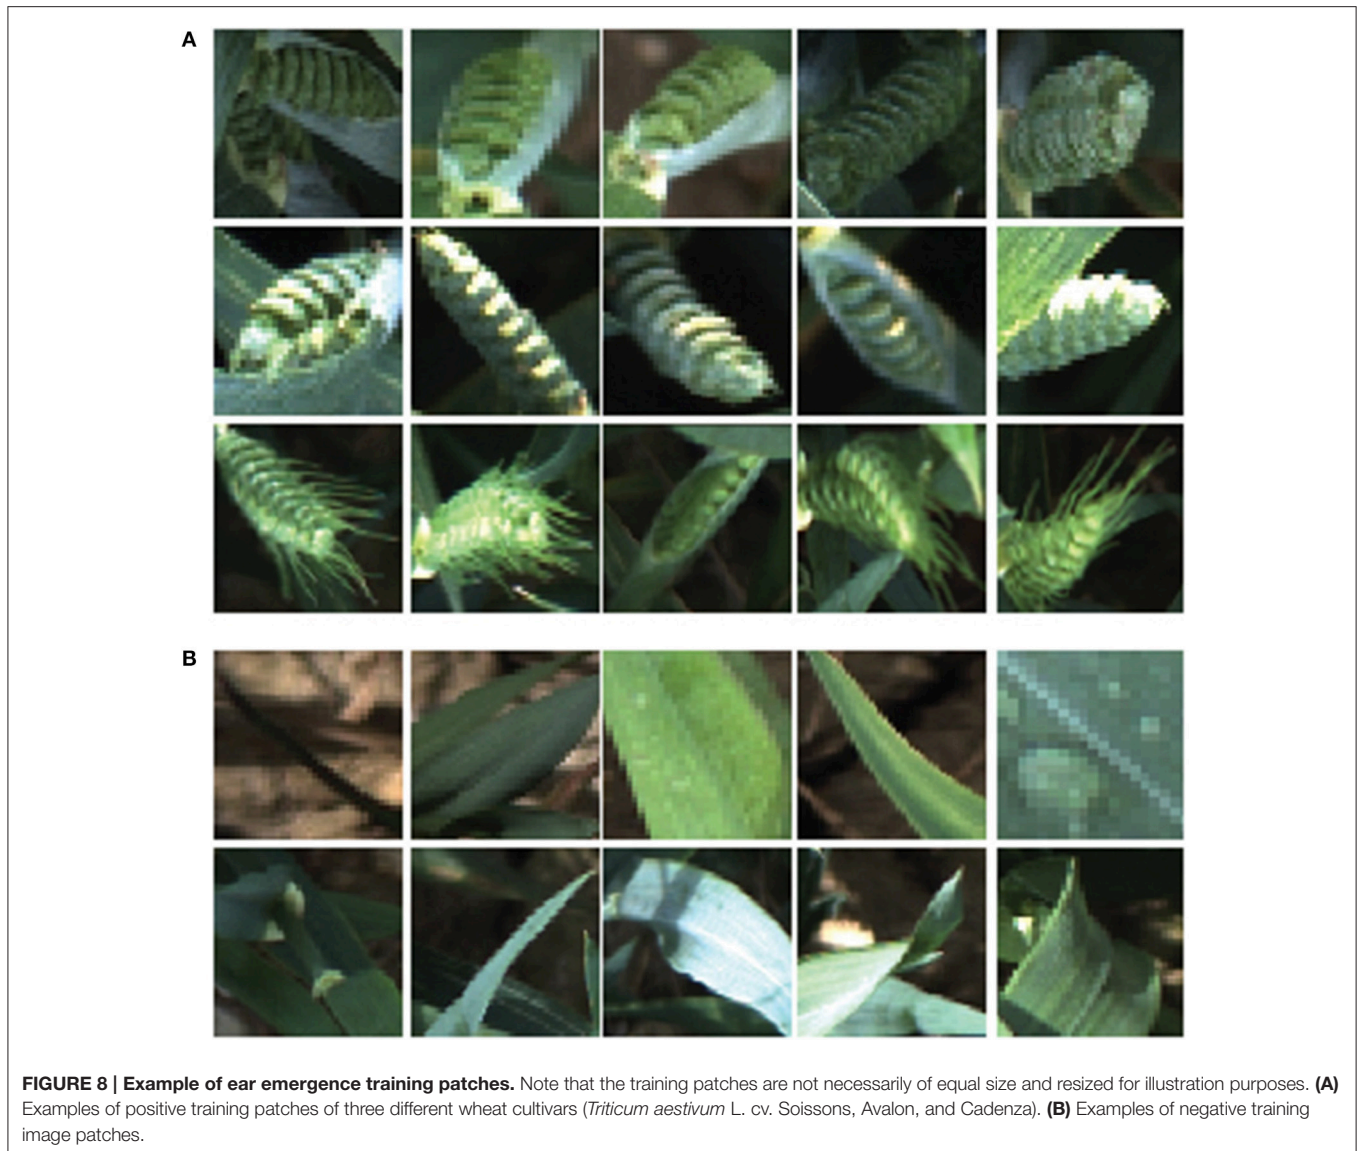 A
B
FIGURE 8 | Example of ear emergence training patches. Note that the training patches are not necessarily of equal size and resized for illustration purposes. (A)
Examples of positive training patches of three different wheat cultivars (Triticum aestivum L. cv. Soissons, Avalon, and Cadenza). (B) Examples of negative training
image patches.